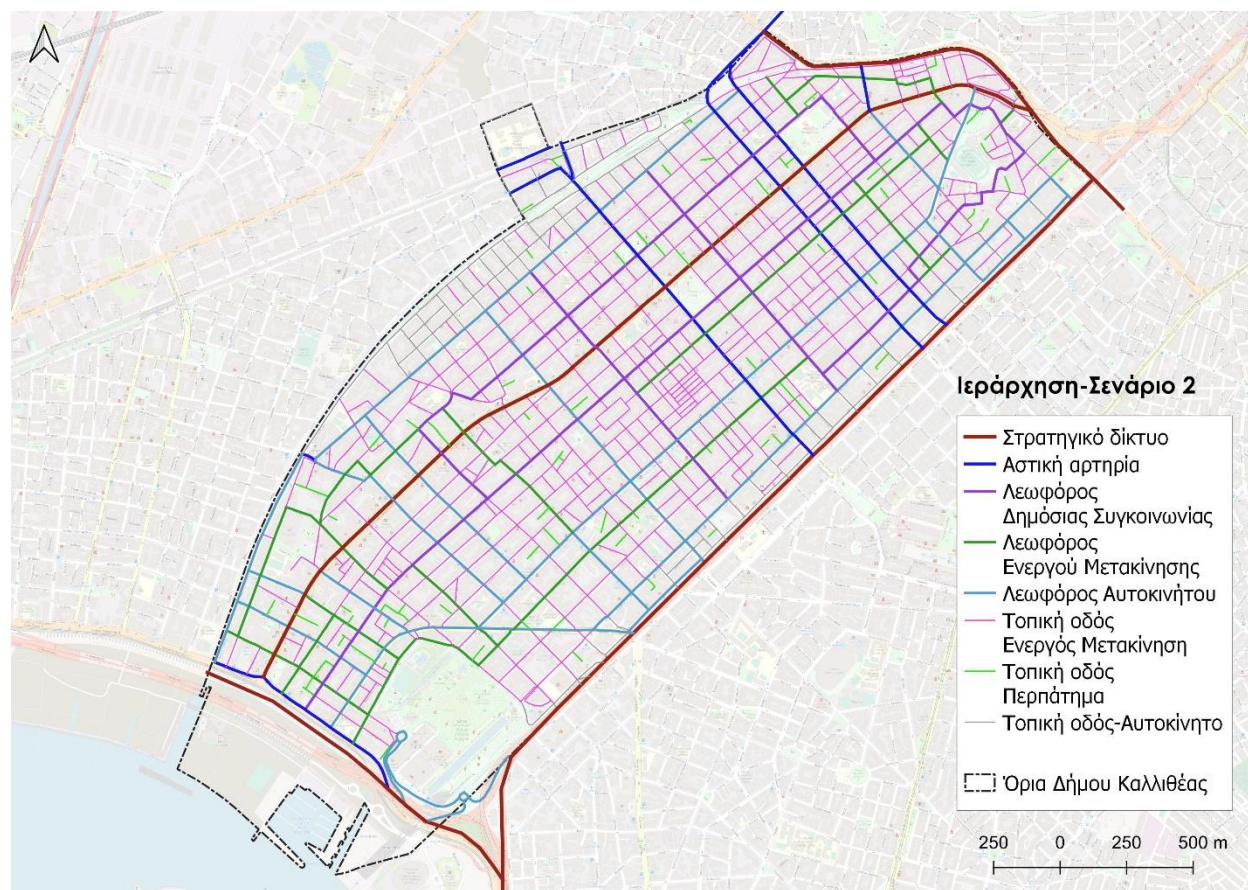 Ιεράρχηση-Σενάριο 2
Στρατηγικό δίκτυο
Αστική αρτηρία
Λεωφόρος
Δημόσιας Συγκοινωνίας
Λεωφόρος
Ενεργού Μετακίνησης
Λεωφόρος Αυτοκινήτου
Τοπική οδός
Ενεργός Μετακίνηση
Τοπική οδός
Περπάτημα
Τοπική οδός-Αυτοκίνητο
Όρια Δήμου Καλλιθέας
250 0 250 500 m